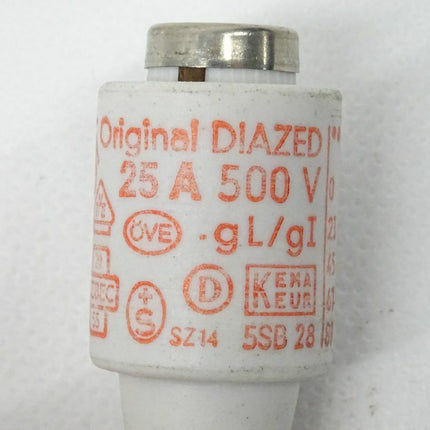 Original DIAZED
25 A 500 V
ÖVE .gL/gI
D KEMA
KEUR
+
S
SZ14 5SB 28